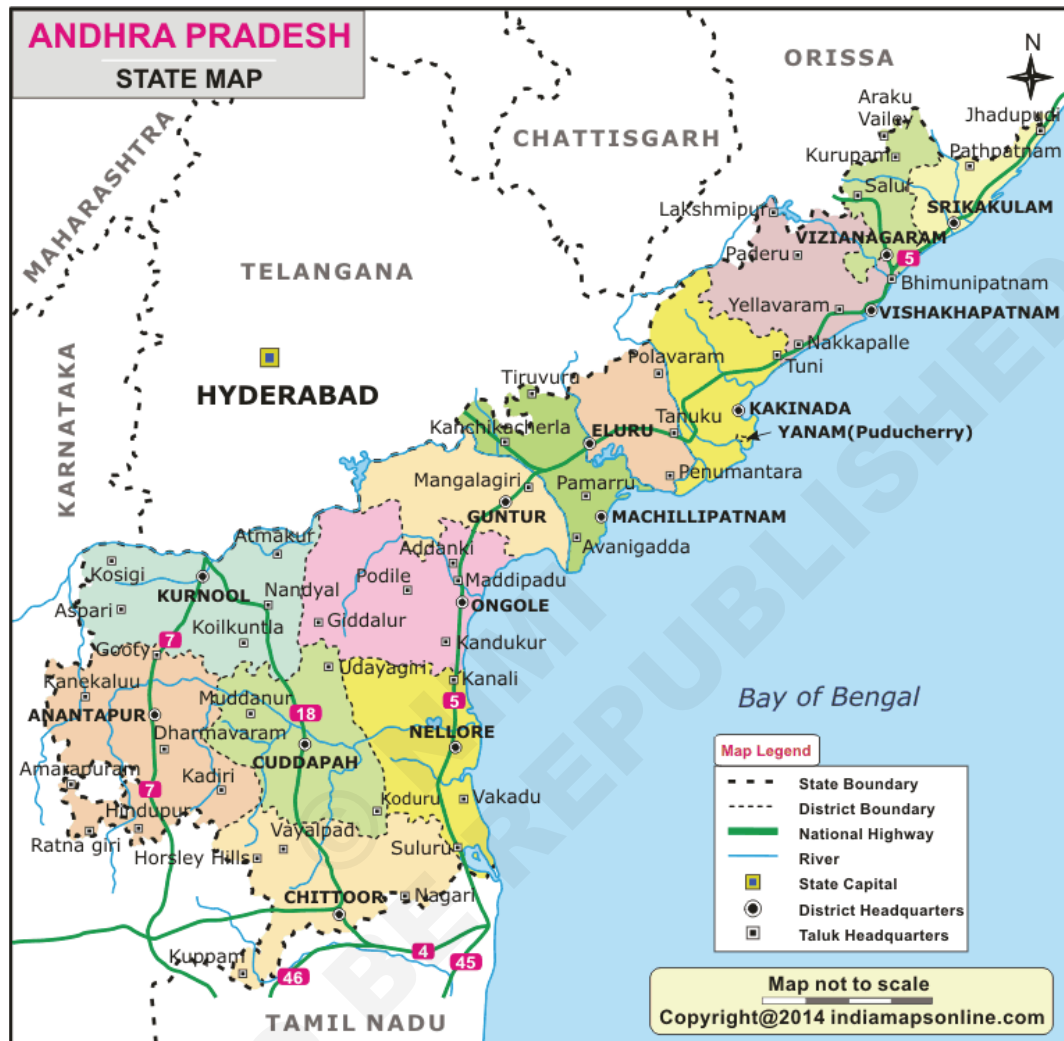 ANDHRA PRADESH
STATE MAP
ORISSA
N
Araku
Vailey
Jhadupudi
CHATTISGARH
Kurupam
Pathpatnam
MAHARASHTRA
Salur
SRIKAKULAM
Lakshmipur
VIZIANAGARAM
5
Paderu
TELANGANA
Bhimunipatnam
Yellavaram
VISHAKHAPATNAM
KARNATAKA
Nakkapalle
Polavaram
Tuni
HYDERABAD
Tiruvuru
Tanuku
KAKINADA
Kanchikacherla
ELURU
YANAM(Puducherry)
Mangalagiri
Penumantara
Pamarru
GUNTUR
MACHILLIPATNAM
Atmakur
Avanigadda
Addanki
Kosigi
Podile
Maddipadu
KURNOOL
Nandyal
ONGOLE
Aspari
Koilkuntla
Giddalur
7
Kandukur
Gooty
Udayagiri
Kanali
Kanekaluu
Muddanur
5
Bay of Bengal
ANANTAPUR
18
NELLORE
Dharmavaram
CUDDAPAH
Amarapuram
Kadiri
7
Koduru
Vakadu
Hindupur
Vayalpad
Ratna giri
Horsley Hills
Suluru
CHITTOOR
Nagari
Kuppam
4
46
45
TAMIL NADU
Map Legend
State Boundary
District Boundary
National Highway
River
State Capital
District Headquarters
Taluk Headquarters
Map not to scale
Copyright@2014 indiamapsonline.com
© NIMI
BE REPUBLISHED